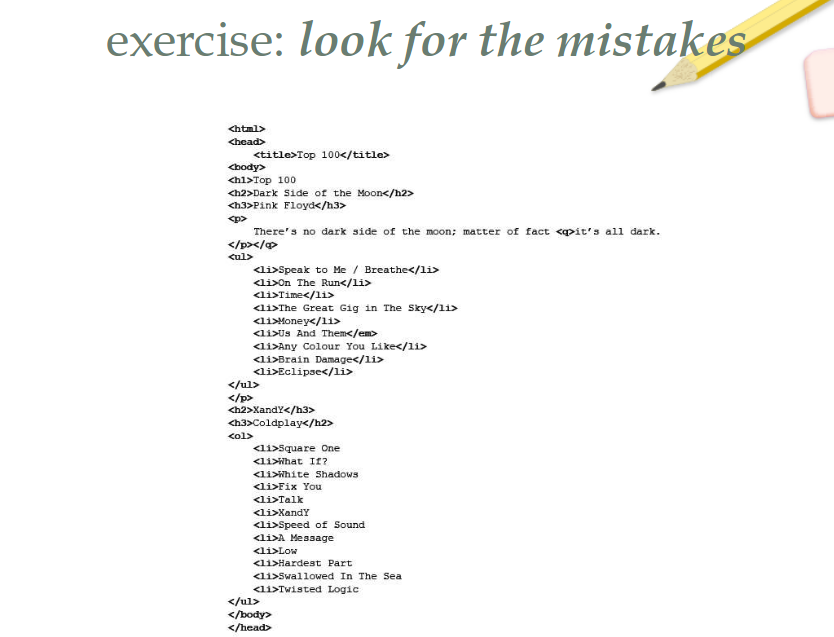 exercise: look for the mistakes
<html>
<head>
<title>Top 100</title>
<body>
<h1>Top 100
<h2>Dark Side of the Moon</h2>
<h3>Pink Floyd</h3>
<p>
There’s no dark side of the moon; matter of fact <q>it’s all dark.
</p></q>
<ul>
<li>Speak to Me / Breathe</li>
<li>On The Run</li>
<li>Time</li>
<li>The Great Gig in The Sky</li>
<li>Money</li>
<li>Us And Them</em>
<li>Any Colour You Like</li>
<li>Brain Damage</li>
<li>Eclipse</li>
</ul>
</p>
<h2>XandY</h3>
<h3>Coldplay</h2>
<ol>
<li>Square One
<li>What If?
<li>White Shadows
<li>Fix You
<li>Talk
<li>XandY
<li>Speed of Sound
<li>A Message
<li>Low
<li>Hardest Part
<li>Swallowed In The Sea
<li>Twisted Logic
</ul>
</body>
</head>